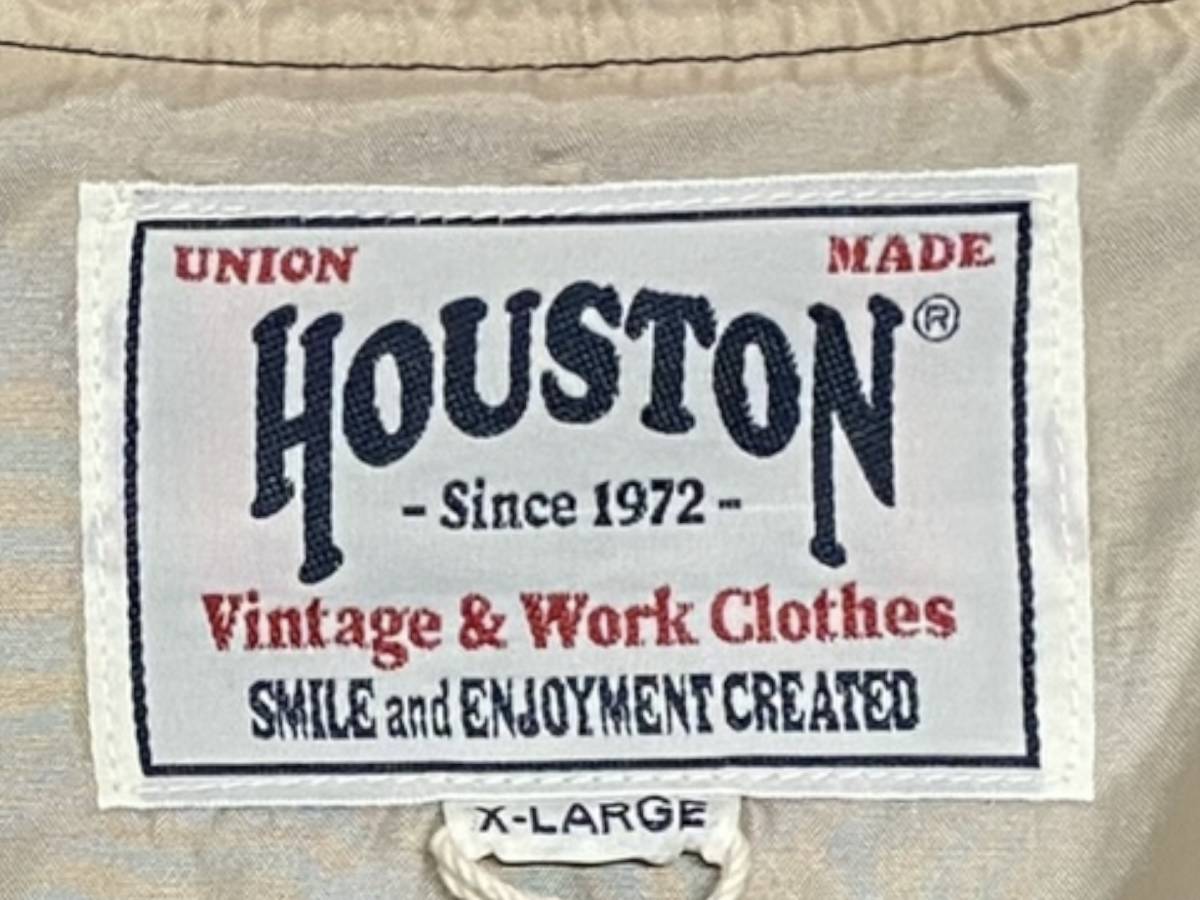 UNION MADE
HOUSTON®
- Since 1972 -
Vintage & Work Clothes
SMILE and ENJOYMENT CREATED
X-LARGE